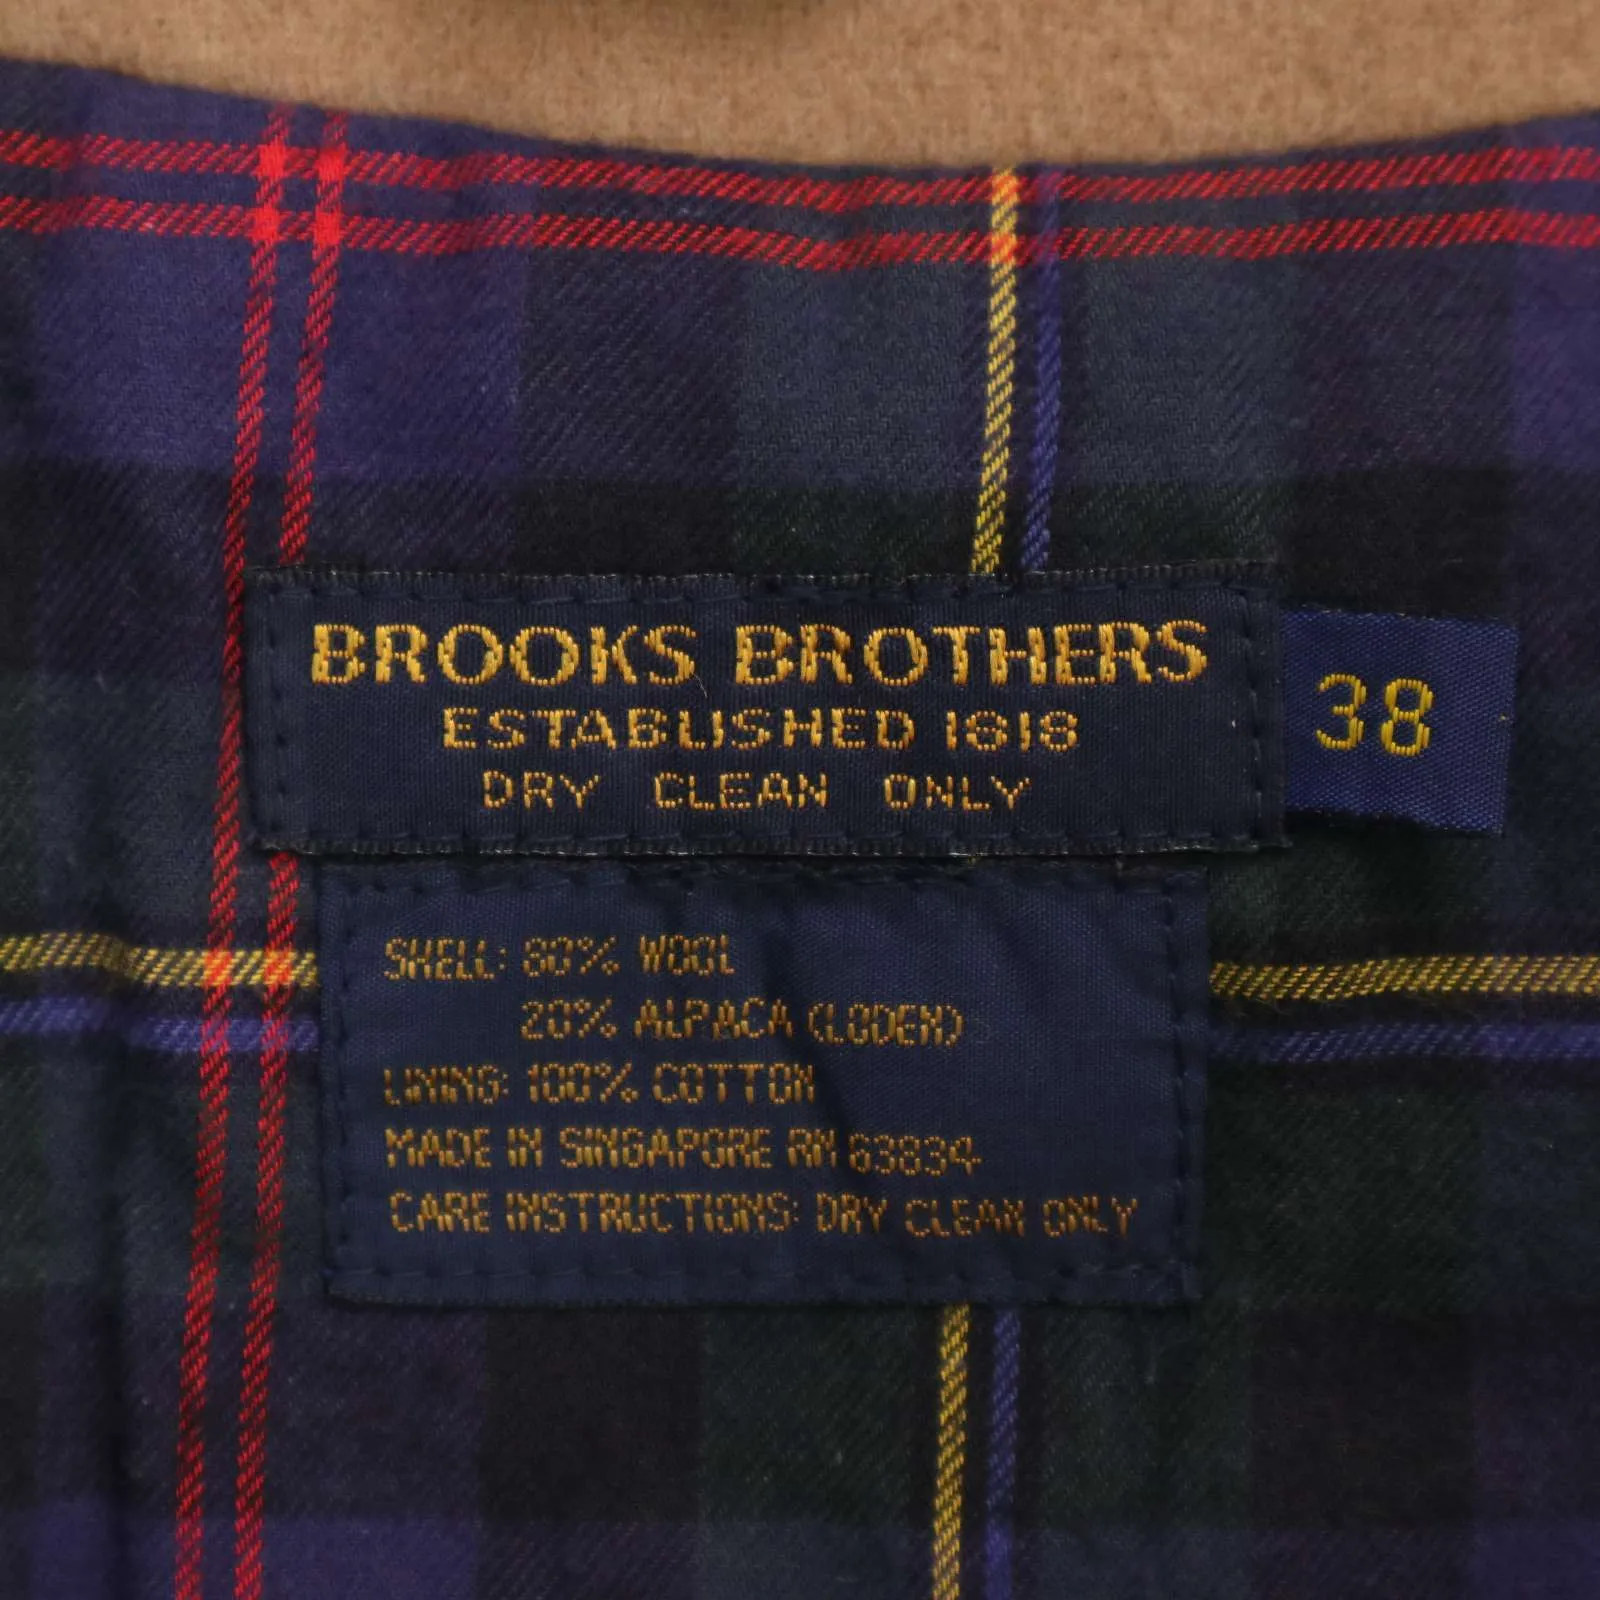 BROOKS BROTHERS
ESTABLISHED 1818
DRY CLEAN ONLY
38
SHELL: 80% WOOL
20% ALPACA (LODEN)
LINING: 100% COTTON
MADE IN SINGAPORE RN 63834
CARE INSTRUCTIONS: DRY CLEAN ONLY